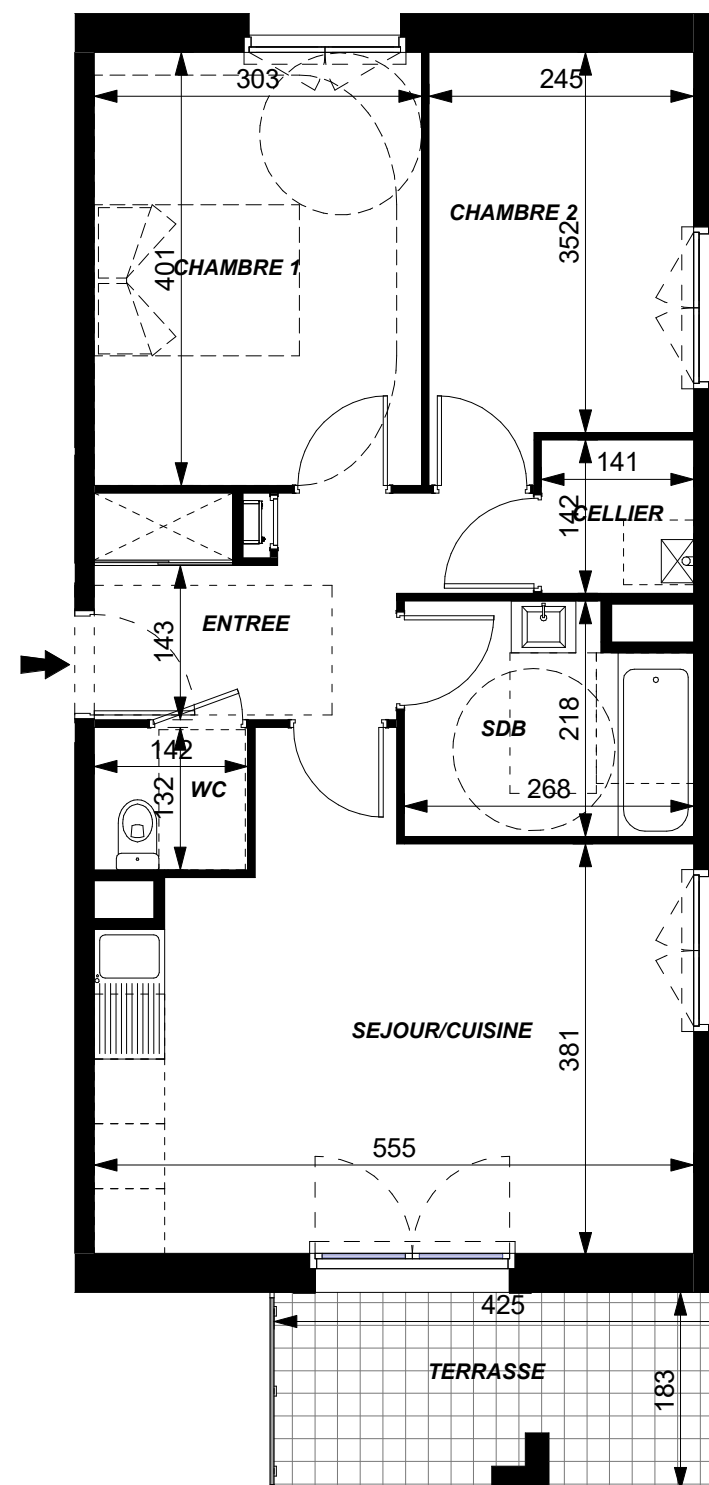 303
245
CHAMBRE 2
352
CHAMBRE 1
401
141
142
CELLIER
ENTREE
143
SDB
218
142
132
WC
268
SEJOUR/CUISINE
381
555
425
TERRASSE
183